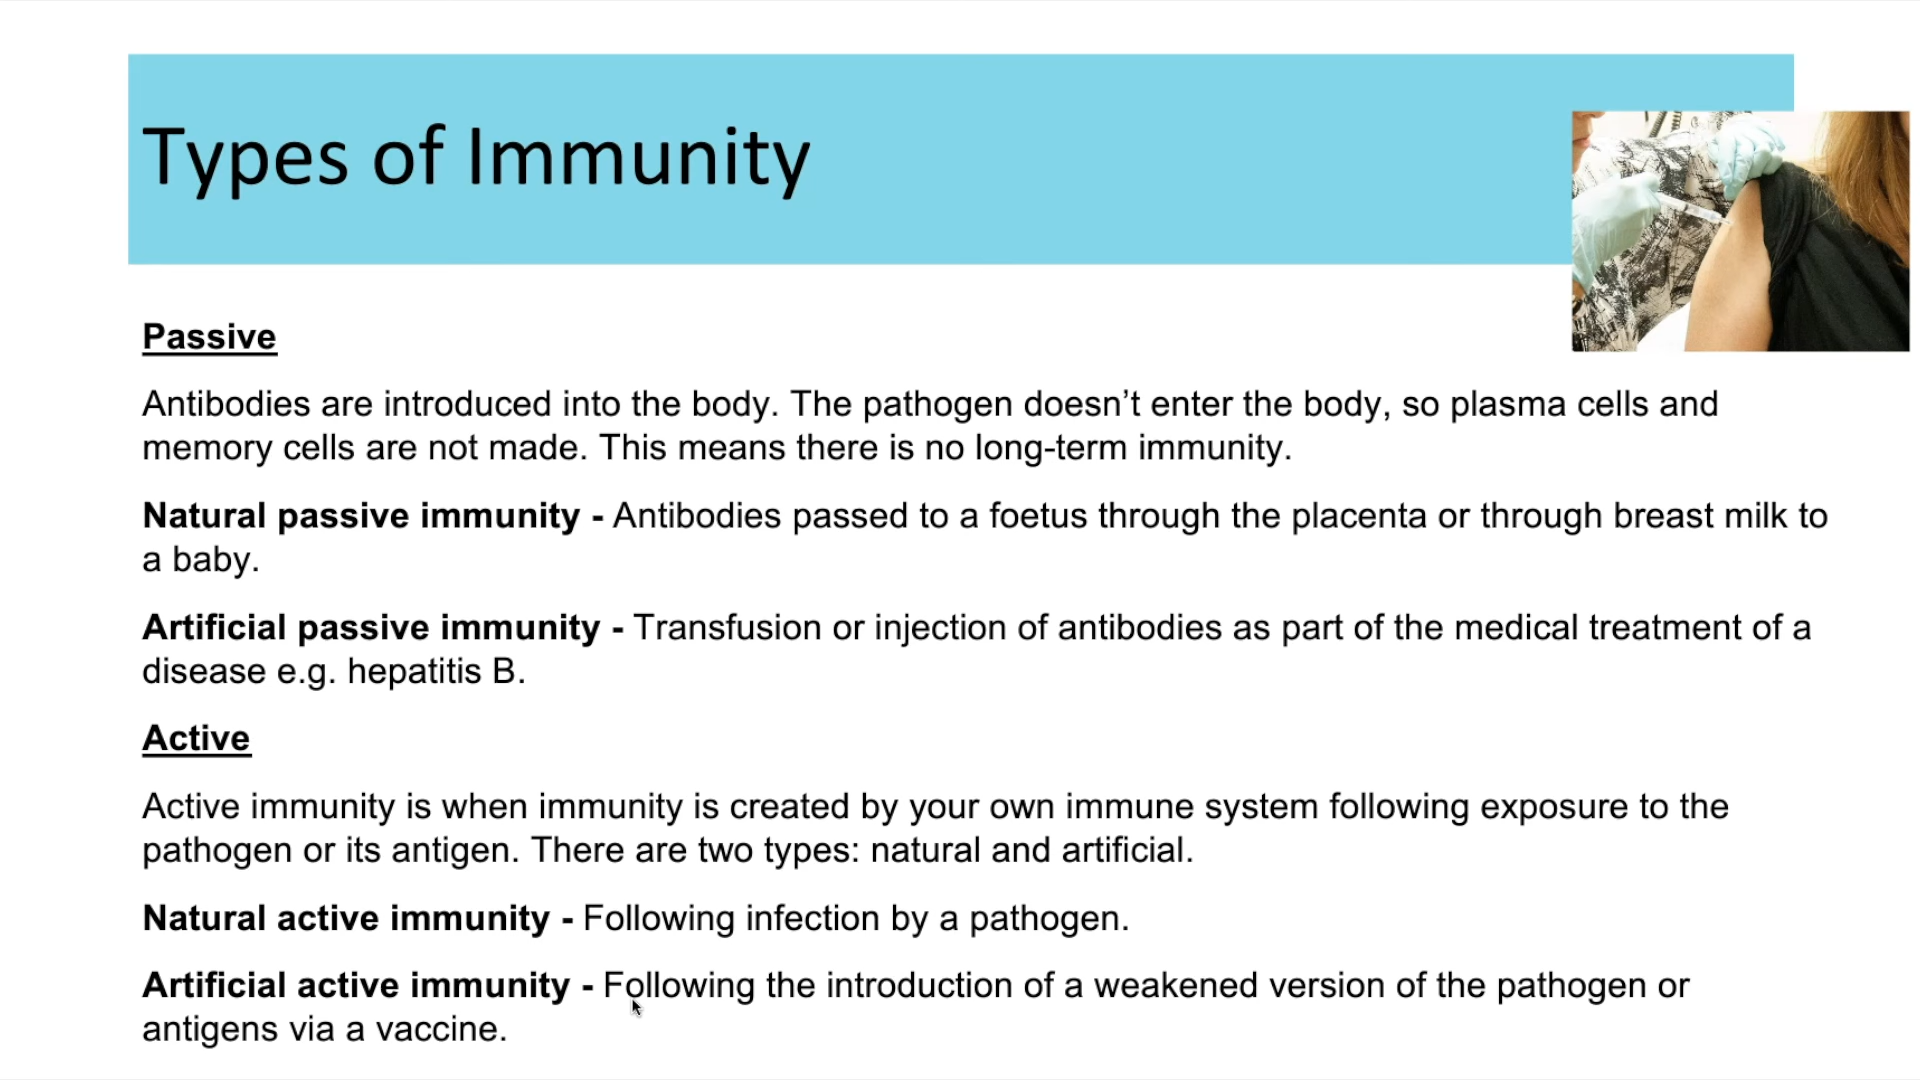 Types of Immunity
Passive
Antibodies are introduced into the body. The pathogen doesn’t enter the body, so plasma cells and
memory cells are not made. This means there is no long-term immunity.
Natural passive immunity - Antibodies passed to a foetus through the placenta or through breast milk to
a baby.
Artificial passive immunity - Transfusion or injection of antibodies as part of the medical treatment of a
disease e.g. hepatitis B.
Active
Active immunity is when immunity is created by your own immune system following exposure to the
pathogen or its antigen. There are two types: natural and artificial.
Natural active immunity - Following infection by a pathogen.
Artificial active immunity - Following the introduction of a weakened version of the pathogen or
antigens via a vaccine.